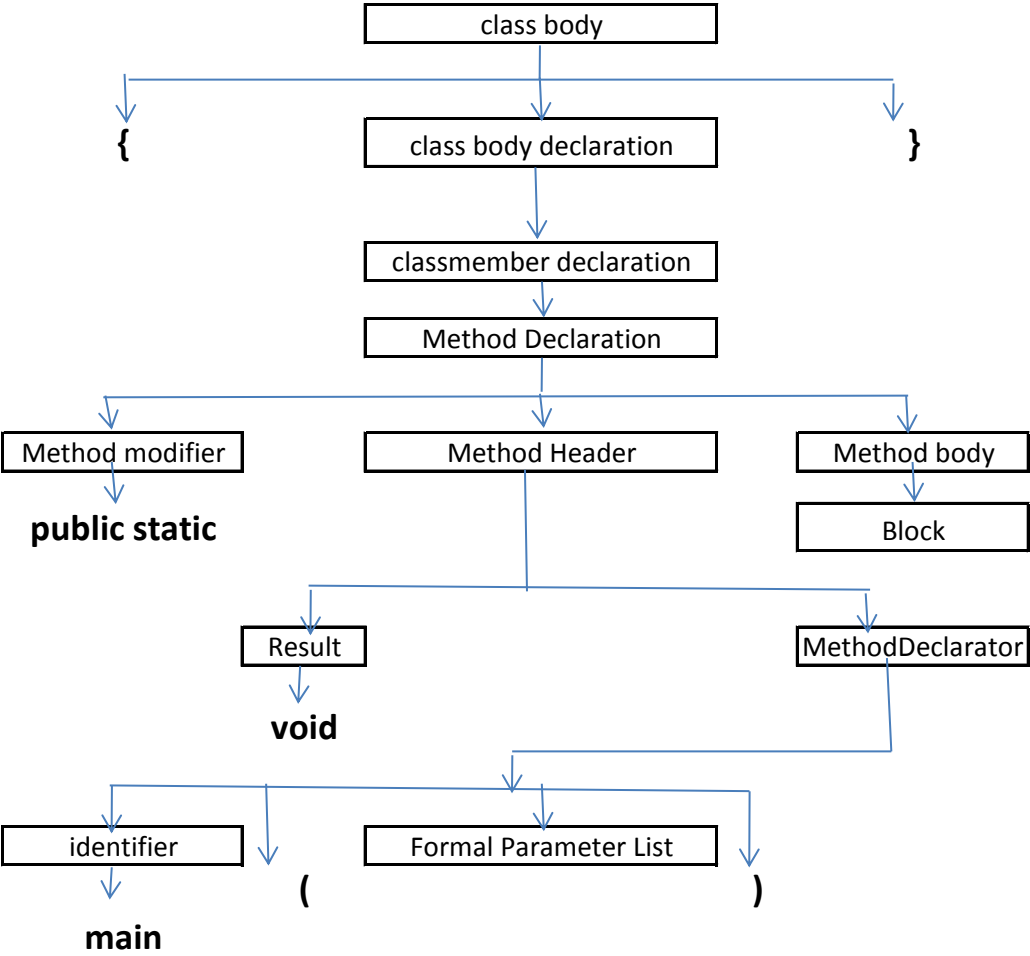 class body
{
class body declaration
}
classmember declaration
Method Declaration
Method modifier
Method Header
Method body
public static
Block
Result
MethodDeclarator
void
identifier
Formal Parameter List
(
)
main